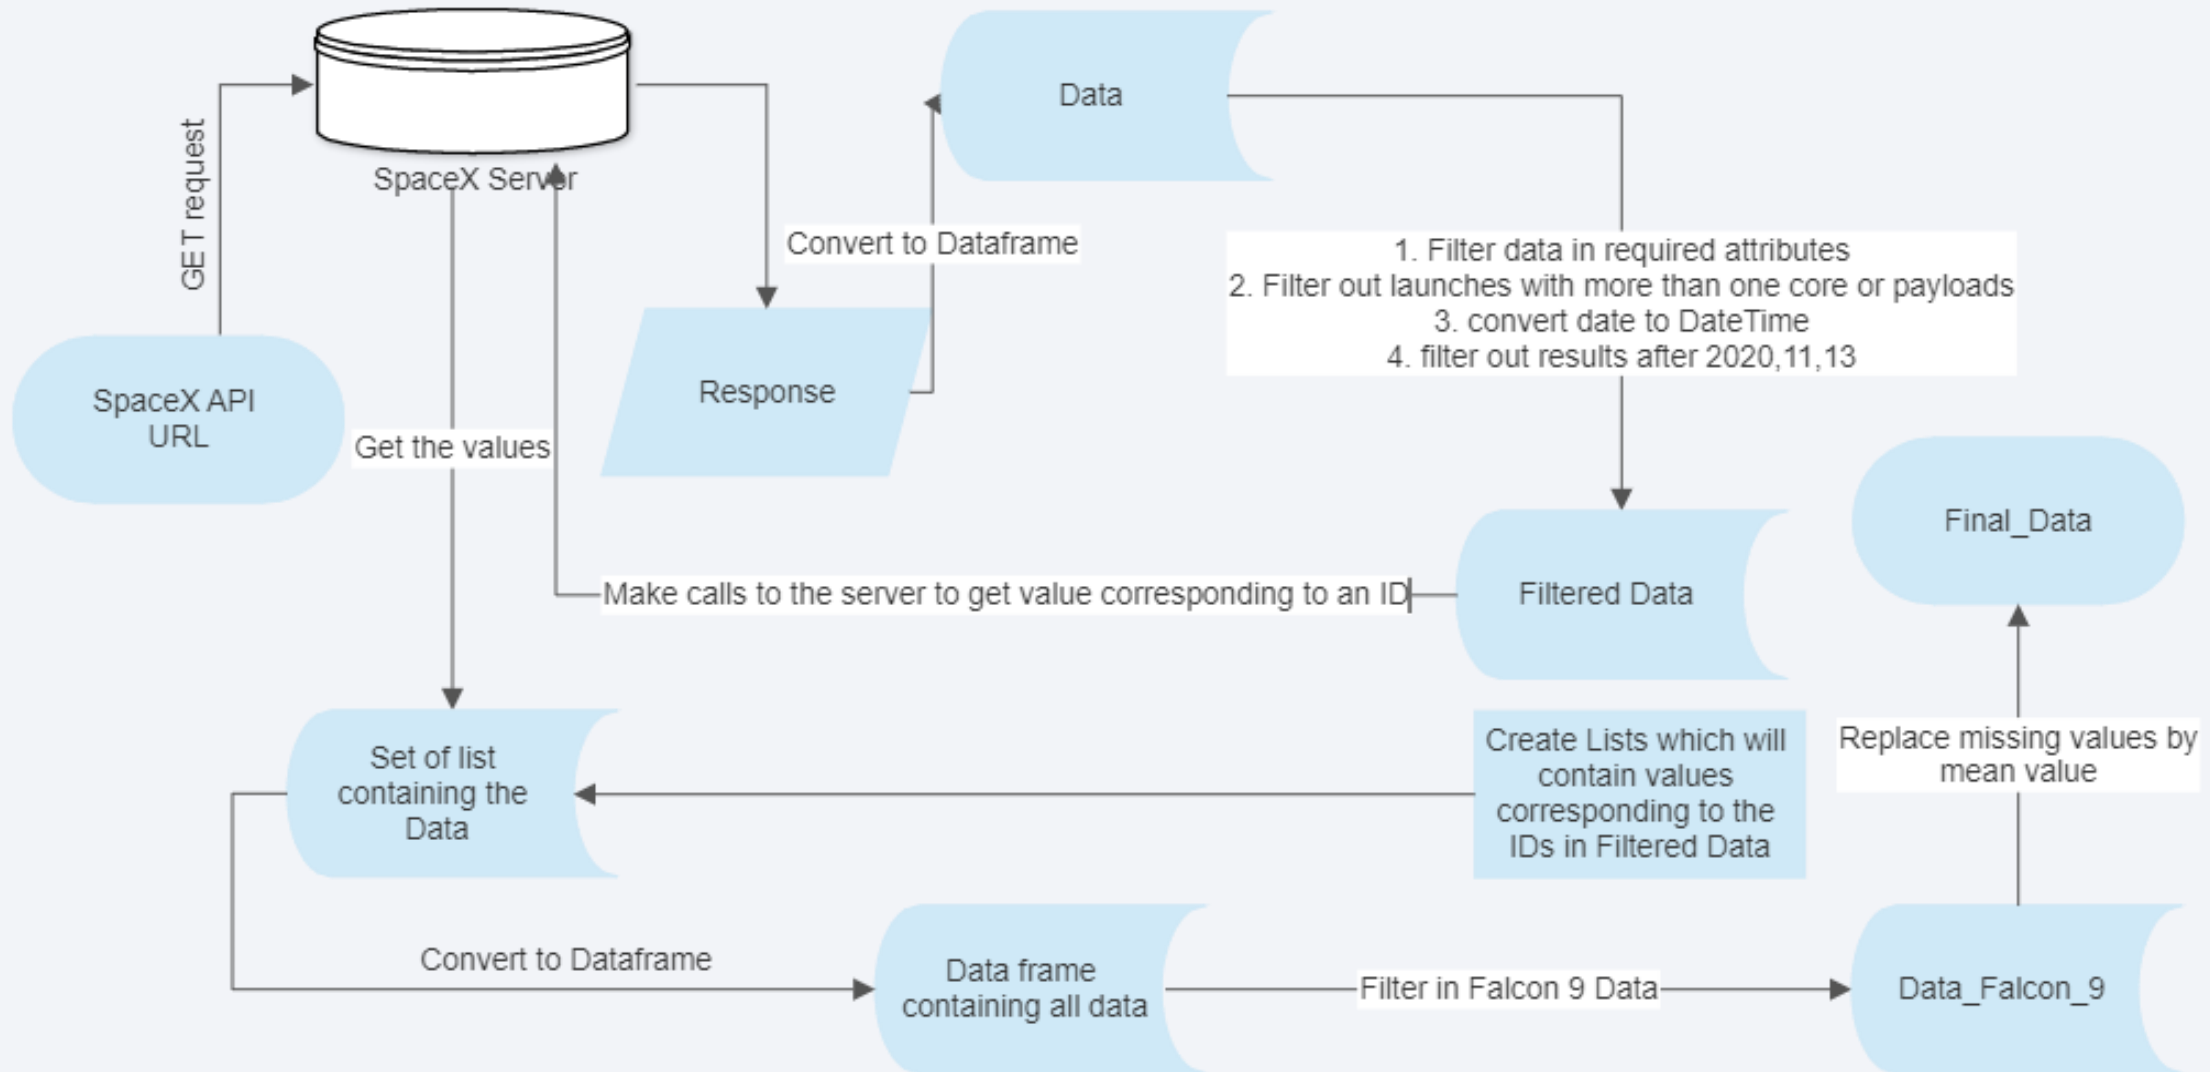 SpaceX Server
GET request
Data
Convert to Dataframe
1. Filter data in required attributes
2. Filter out launches with more than one core or payloads
3. convert date to DateTime
4. filter out results after 2020,11,13
SpaceX API
URL
Response
Get the values
Final_Data
Make calls to the server to get value corresponding to an ID
Filtered Data
Set of list
containing the
Data
Create Lists which will
contain values
corresponding to the
IDs in Filtered Data
Replace missing values by
mean value
Convert to Dataframe
Data frame
containing all data
Filter in Falcon 9 Data
Data_Falcon_9